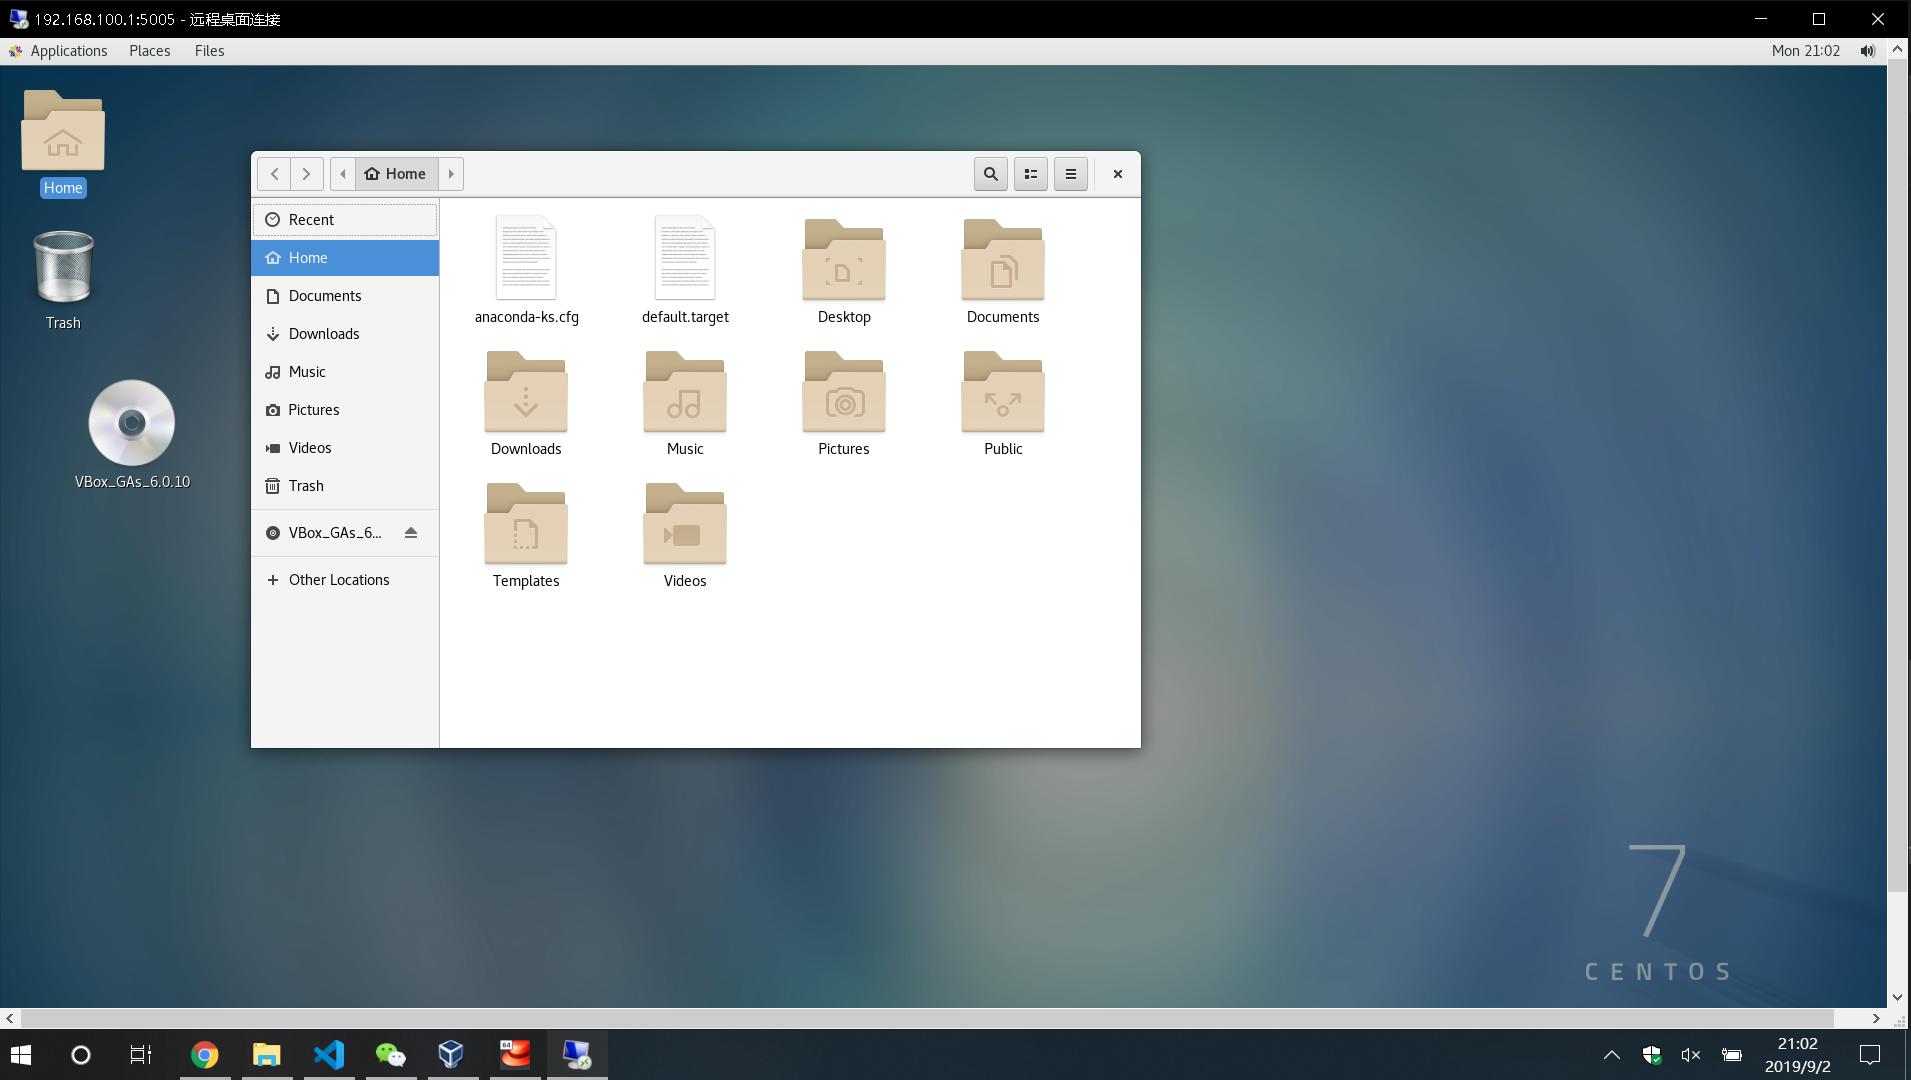 192.168.100.1:5005 - 远程桌面连接
Applications Places Files Mon 21:02
Home
Trash
VBox_GAs_6.0.10
Home
Recent
Home
Documents
Downloads
Music
Pictures
Videos
Trash
VBox_GAs_6...
Other Locations
anaconda-ks.cfg default.target Desktop Documents
Downloads Music Pictures Public
Templates Videos
7
CENTOS
64
21:02
2019/9/2